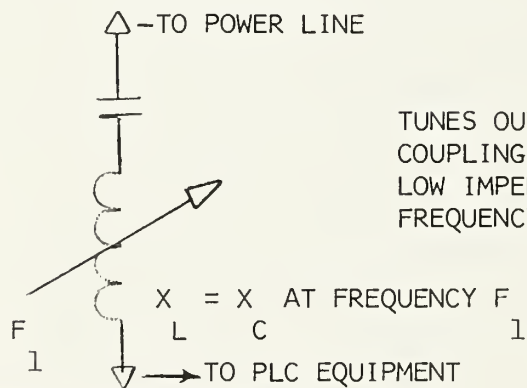 -TO POWER LINE
TUNES OU
COUPLING
LOW IMPE
FREQUENC
X = X AT FREQUENCY F
F L C 1
1
TO PLC EQUIPMENT